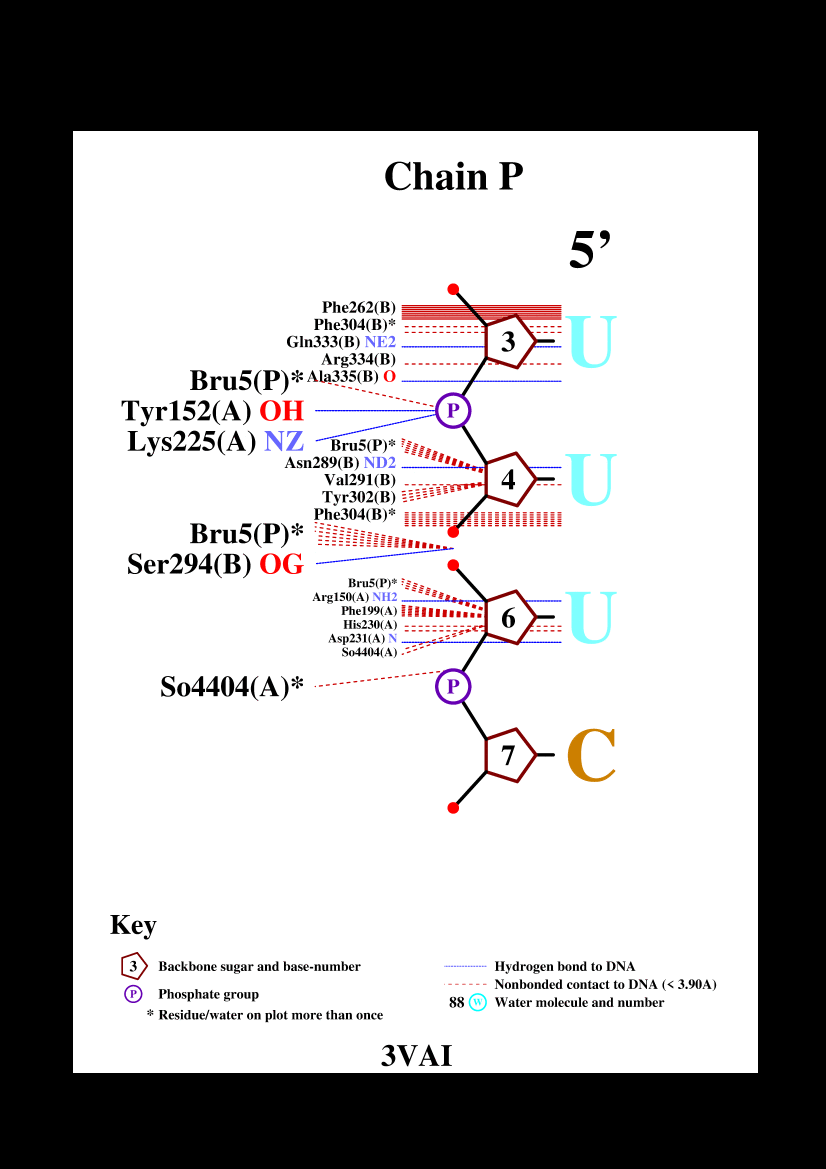 Chain P
5’
Phe262(B)
Phe304(B)*
Gln333(B) NE2
Arg334(B)
Ala335(B) O
3
U
Bru5(P)*
Tyr152(A) OH
Lys225(A) NZ
P
Bru5(P)*
Asn289(B) ND2
Val291(B)
Tyr302(B)
Phe304(B)*
4
U
Bru5(P)*
Ser294(B) OG
Bru5(P)*
Arg150(A) NH2
Phe199(A)
His230(A)
Asp231(A) N
So4404(A)
6
U
So4404(A)*
P
7
C
Key
3 Backbone sugar and base-number
P Phosphate group
* Residue/water on plot more than once
Hydrogen bond to DNA
Nonbonded contact to DNA (< 3.90A)
88 W Water molecule and number
3VAI